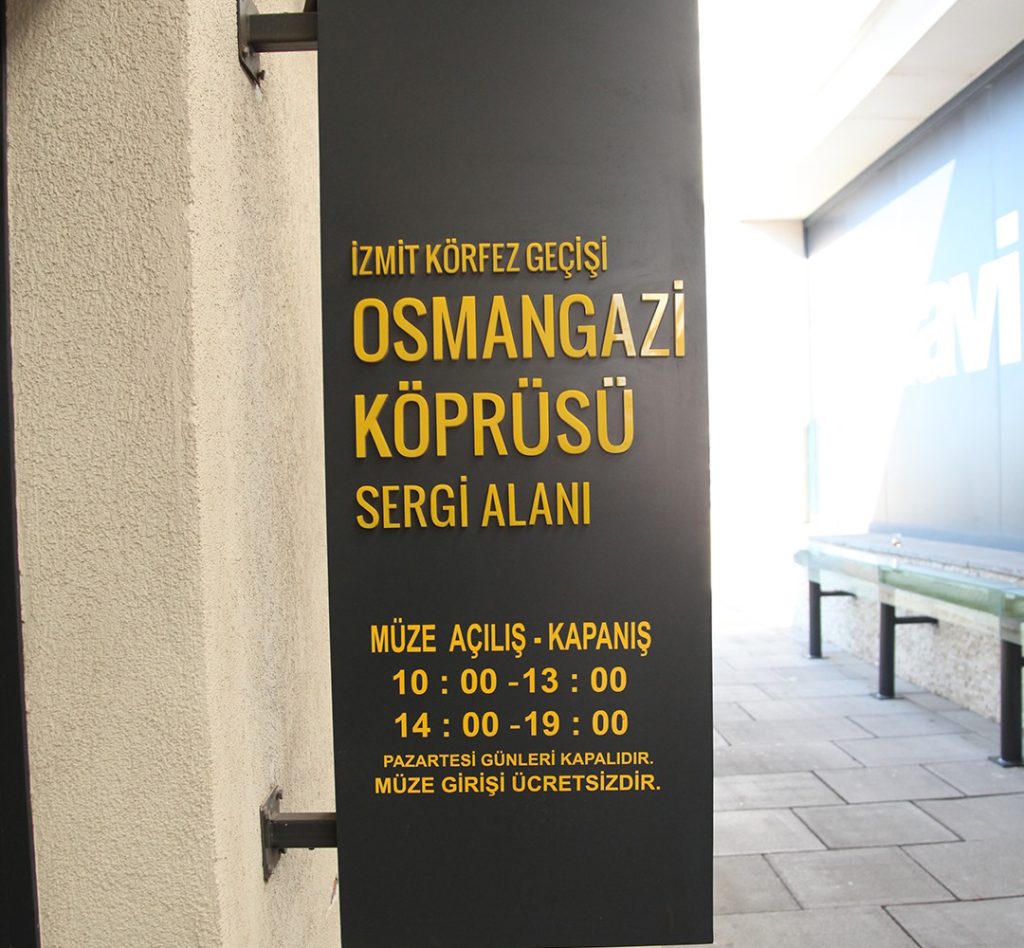 İZMİT KÖRFEZ GEÇİŞİ
OSMANGAZİ
KÖPRÜSÜ
SERGİ ALANI
MÜZE AÇILIŞ - KAPANIŞ
10 : 00 -13 : 00
14 : 00 -19 : 00
PAZARTESİ GÜNLERİ KAPALIDIR.
MÜZE GİRİŞİ ÜCRETSİZDİR.